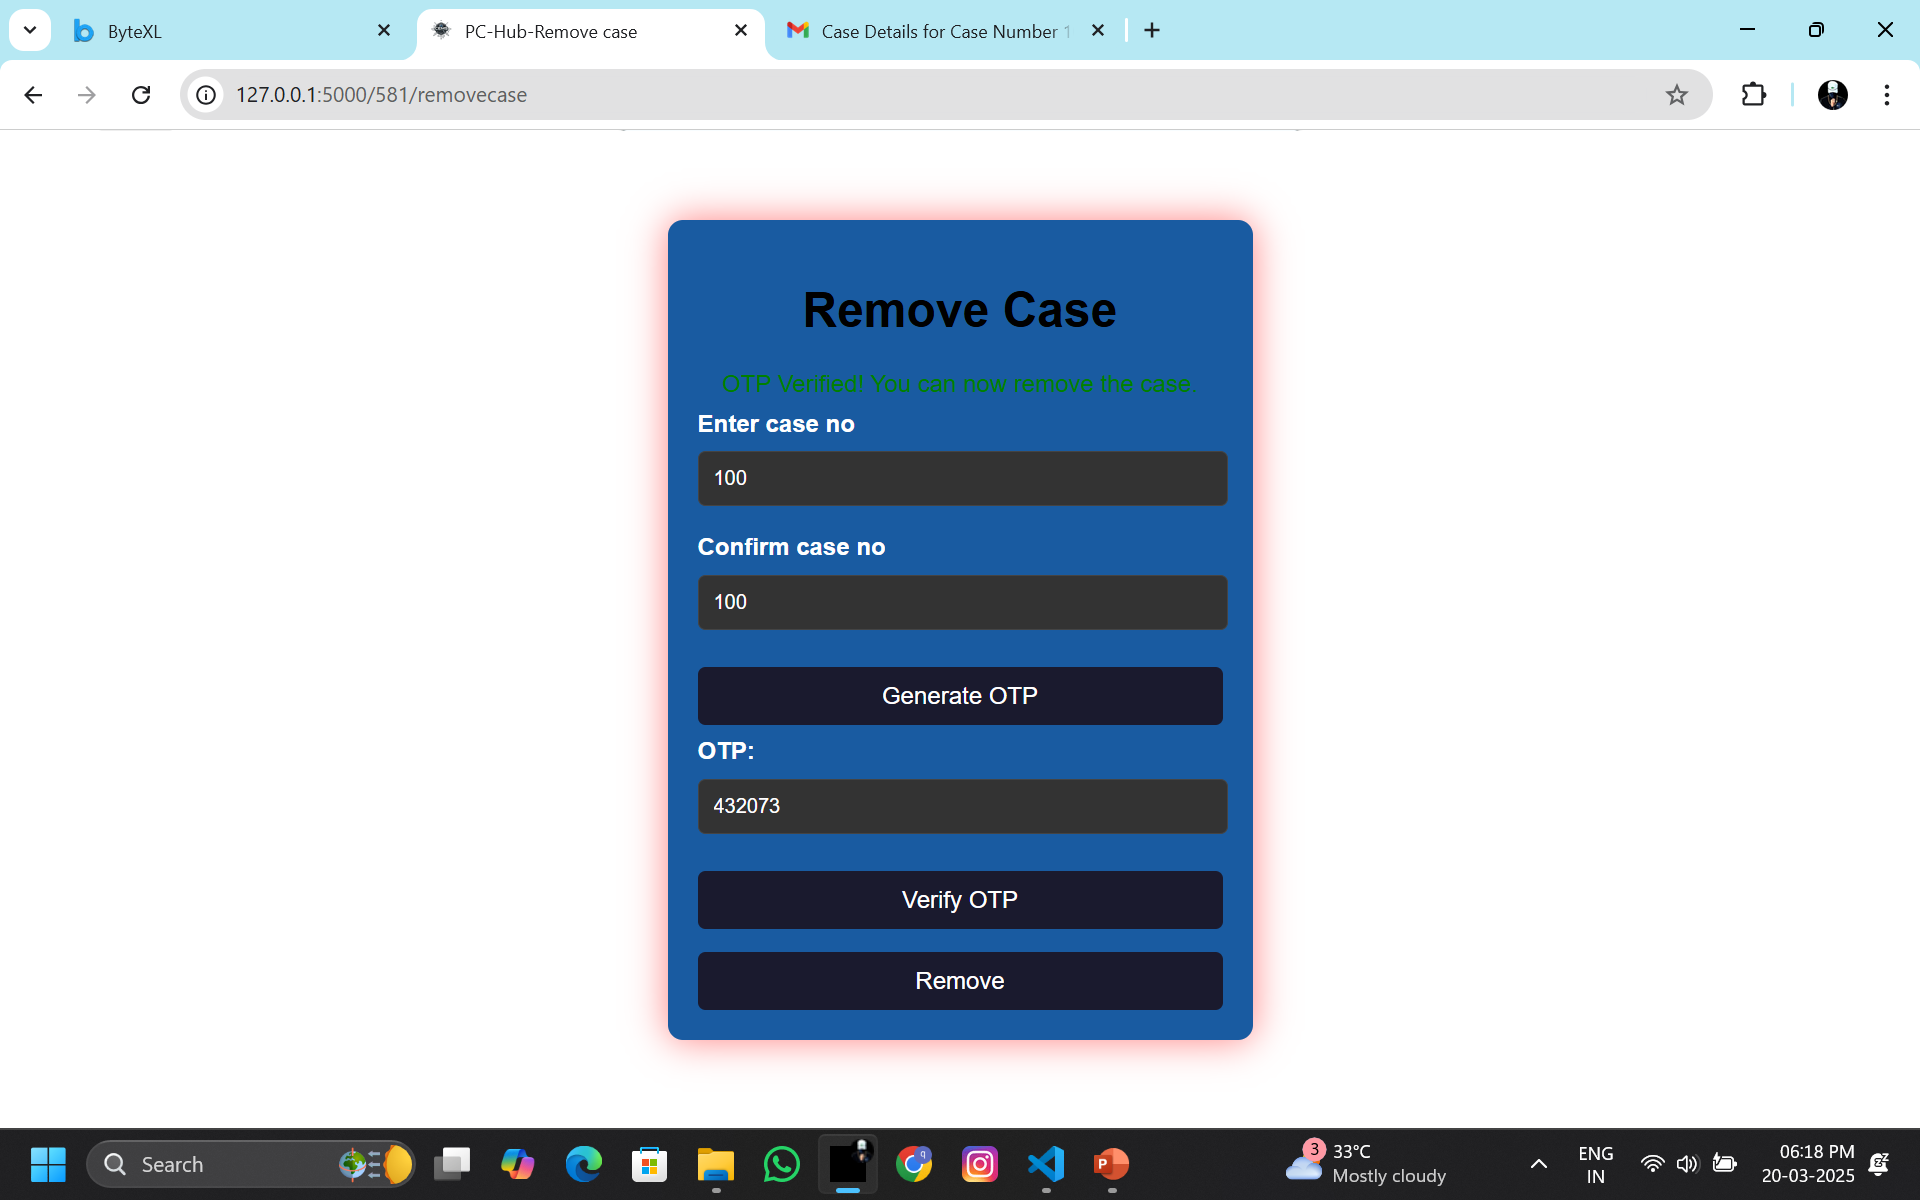 ByteXL
PC-Hub-Remove case
Case Details for Case Number 1
127.0.0.1:5000/581/removecase
Remove Case
OTP Verified! You can now remove the case.
Enter case no
100
Confirm case no
100
Generate OTP
OTP:
432073
Verify OTP
Remove
Search
3
33°C
Mostly cloudy
ENG
IN
06:18 PM
20-03-2025